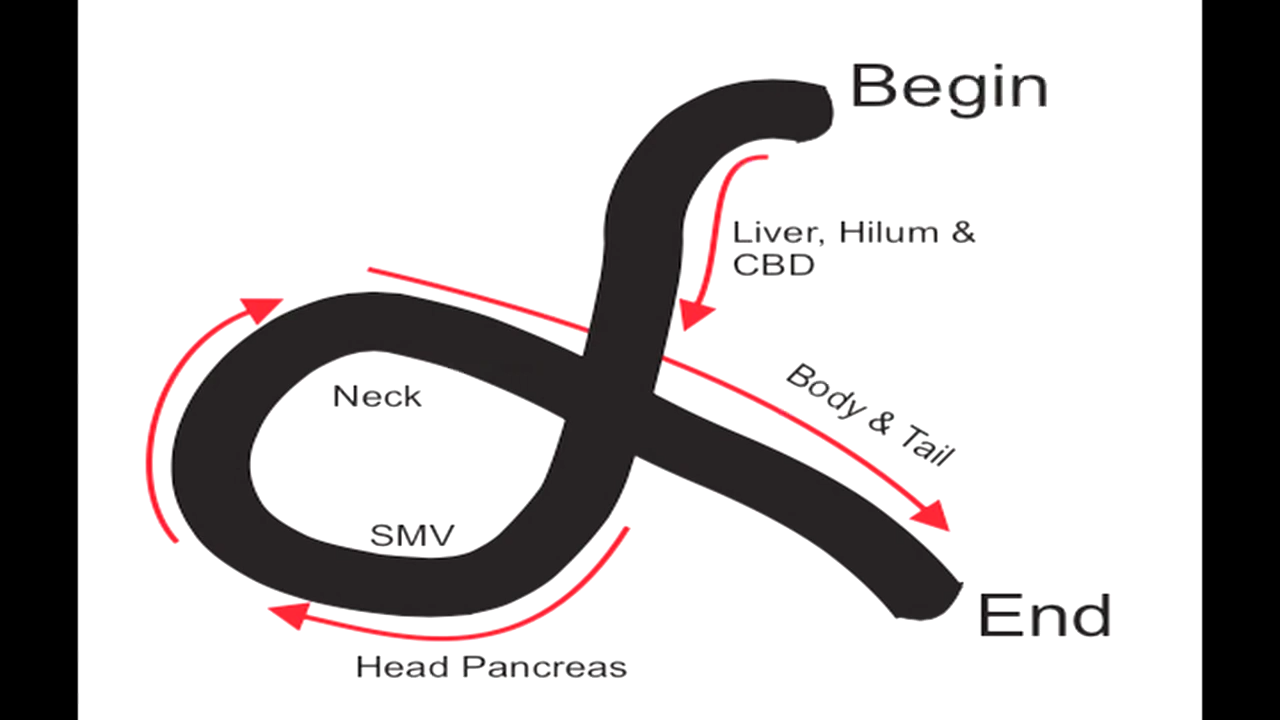 Begin
Liver, Hilum &
CBD
Body & Tail
Neck
SMV
End
Head Pancreas